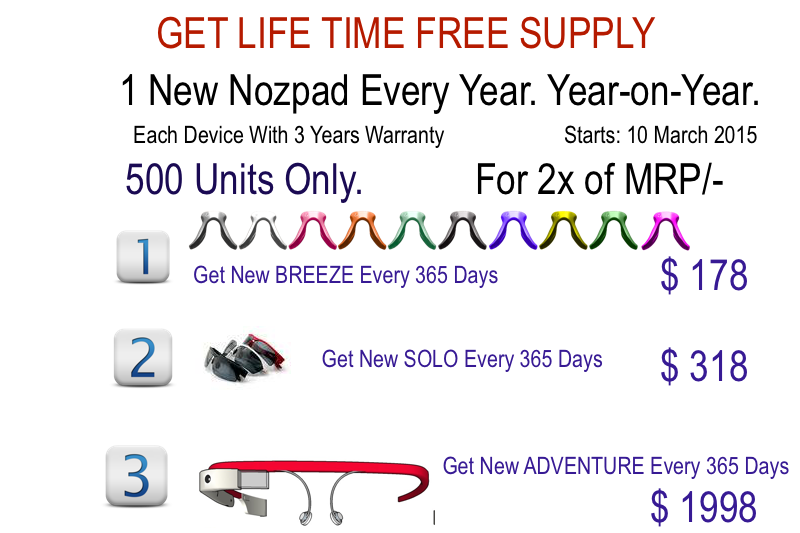 GET LIFE TIME FREE SUPPLY
1 New Nozpad Every Year. Year-on-Year.
Each Device With 3 Years Warranty Starts: 10 March 2015
500 Units Only. For 2x of MRP/-
1
Get New BREEZE Every 365 Days $ 178
2
Get New SOLO Every 365 Days $ 318
3
Get New ADVENTURE Every 365 Days
$ 1998